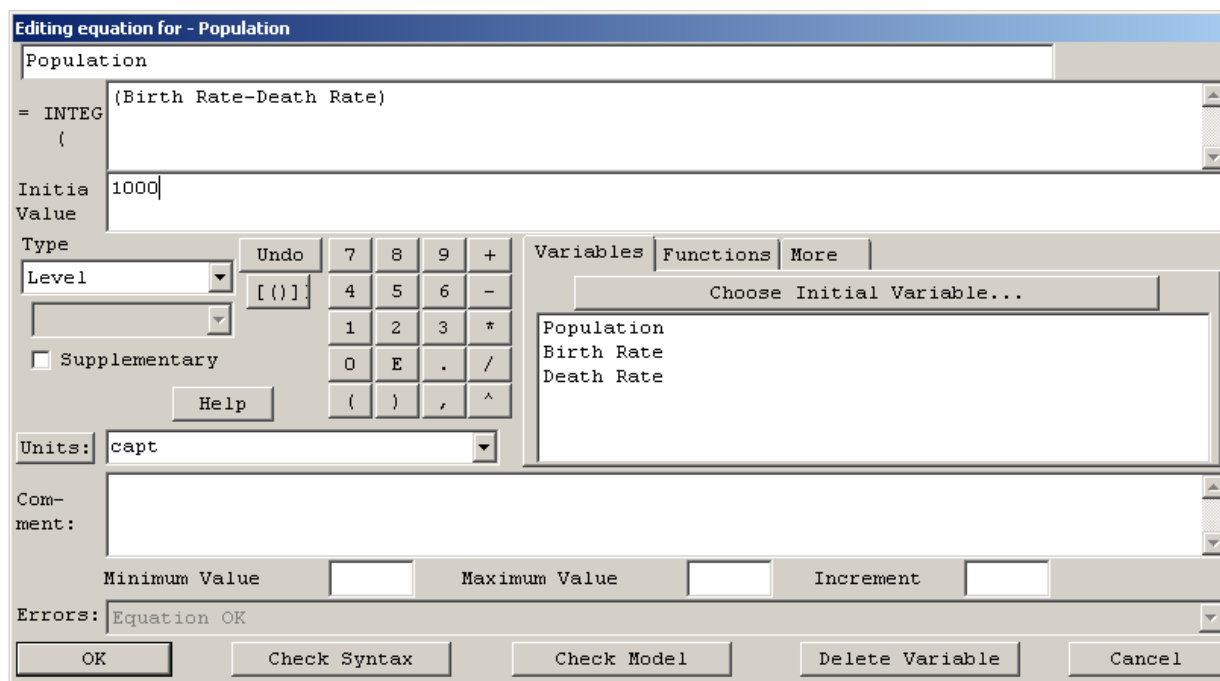 Editing equation for - Population
Population
= INTEG
(
(Birth Rate-Death Rate)
Initia
Value
1000
Type
Level
Supplementary
Help
Undo
[()]
7 8 9 +
4 5 6 -
1 2 3 *
0 E . /
( ) , ^
Variables Functions More
Choose Initial Variable...
Population
Birth Rate
Death Rate
Units: capt
Com-
ment:
Minimum Value Maximum Value Increment
Errors: Equation OK
OK Check Syntax Check Model Delete Variable Cancel